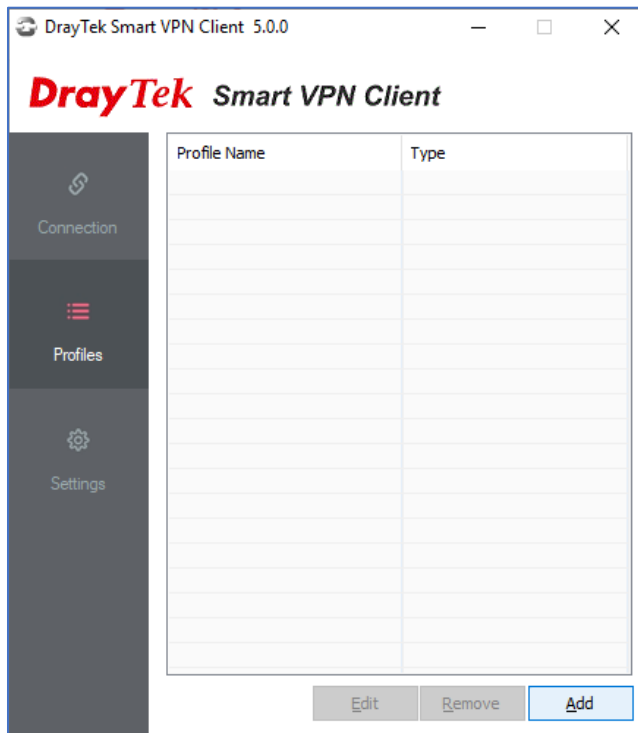 DrayTek Smart VPN Client 5.0.0
DrayTek Smart VPN Client
Profile Name Type
Connection
Profiles
Settings
Edit Remove Add